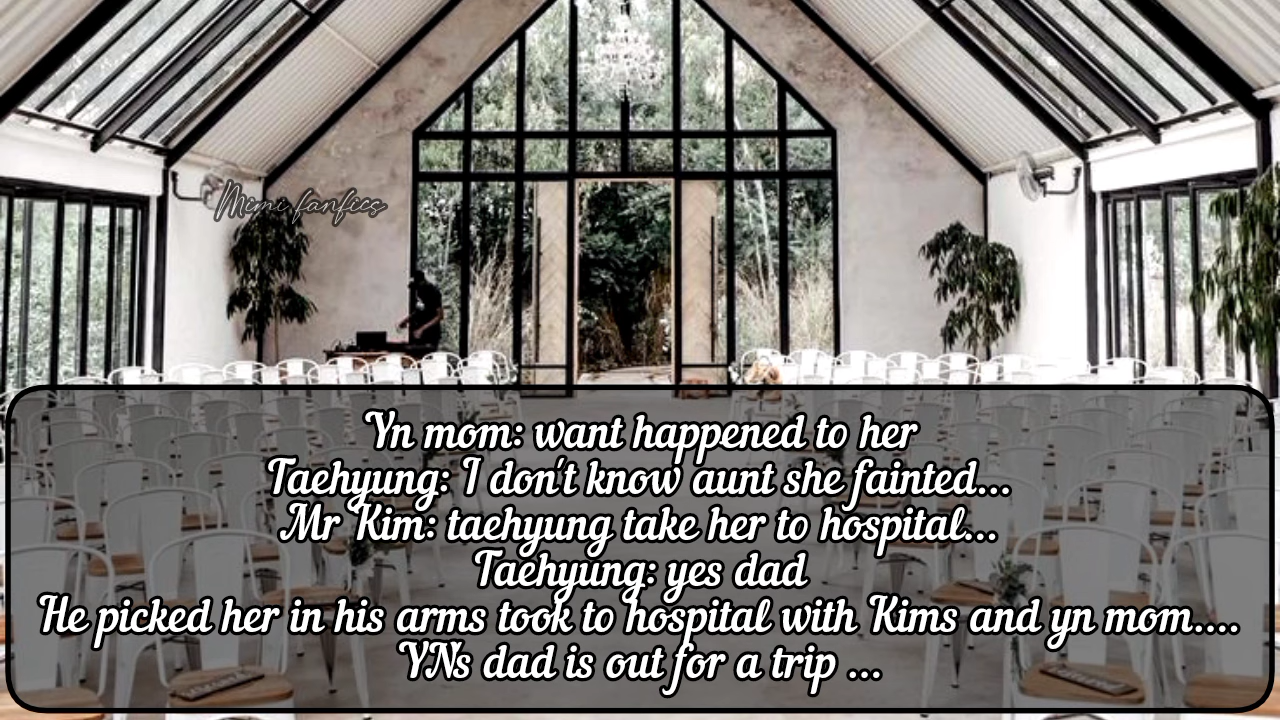 Mimi fanfics
Yn mom: want happened to her
Taehyung: I don't know aunt she fainted...
Mr Kim: taehyung take her to hospital...
Taehyung: yes dad
He picked her in his arms took to hospital with Kims and yn mom....
YNs dad is out for a trip ...